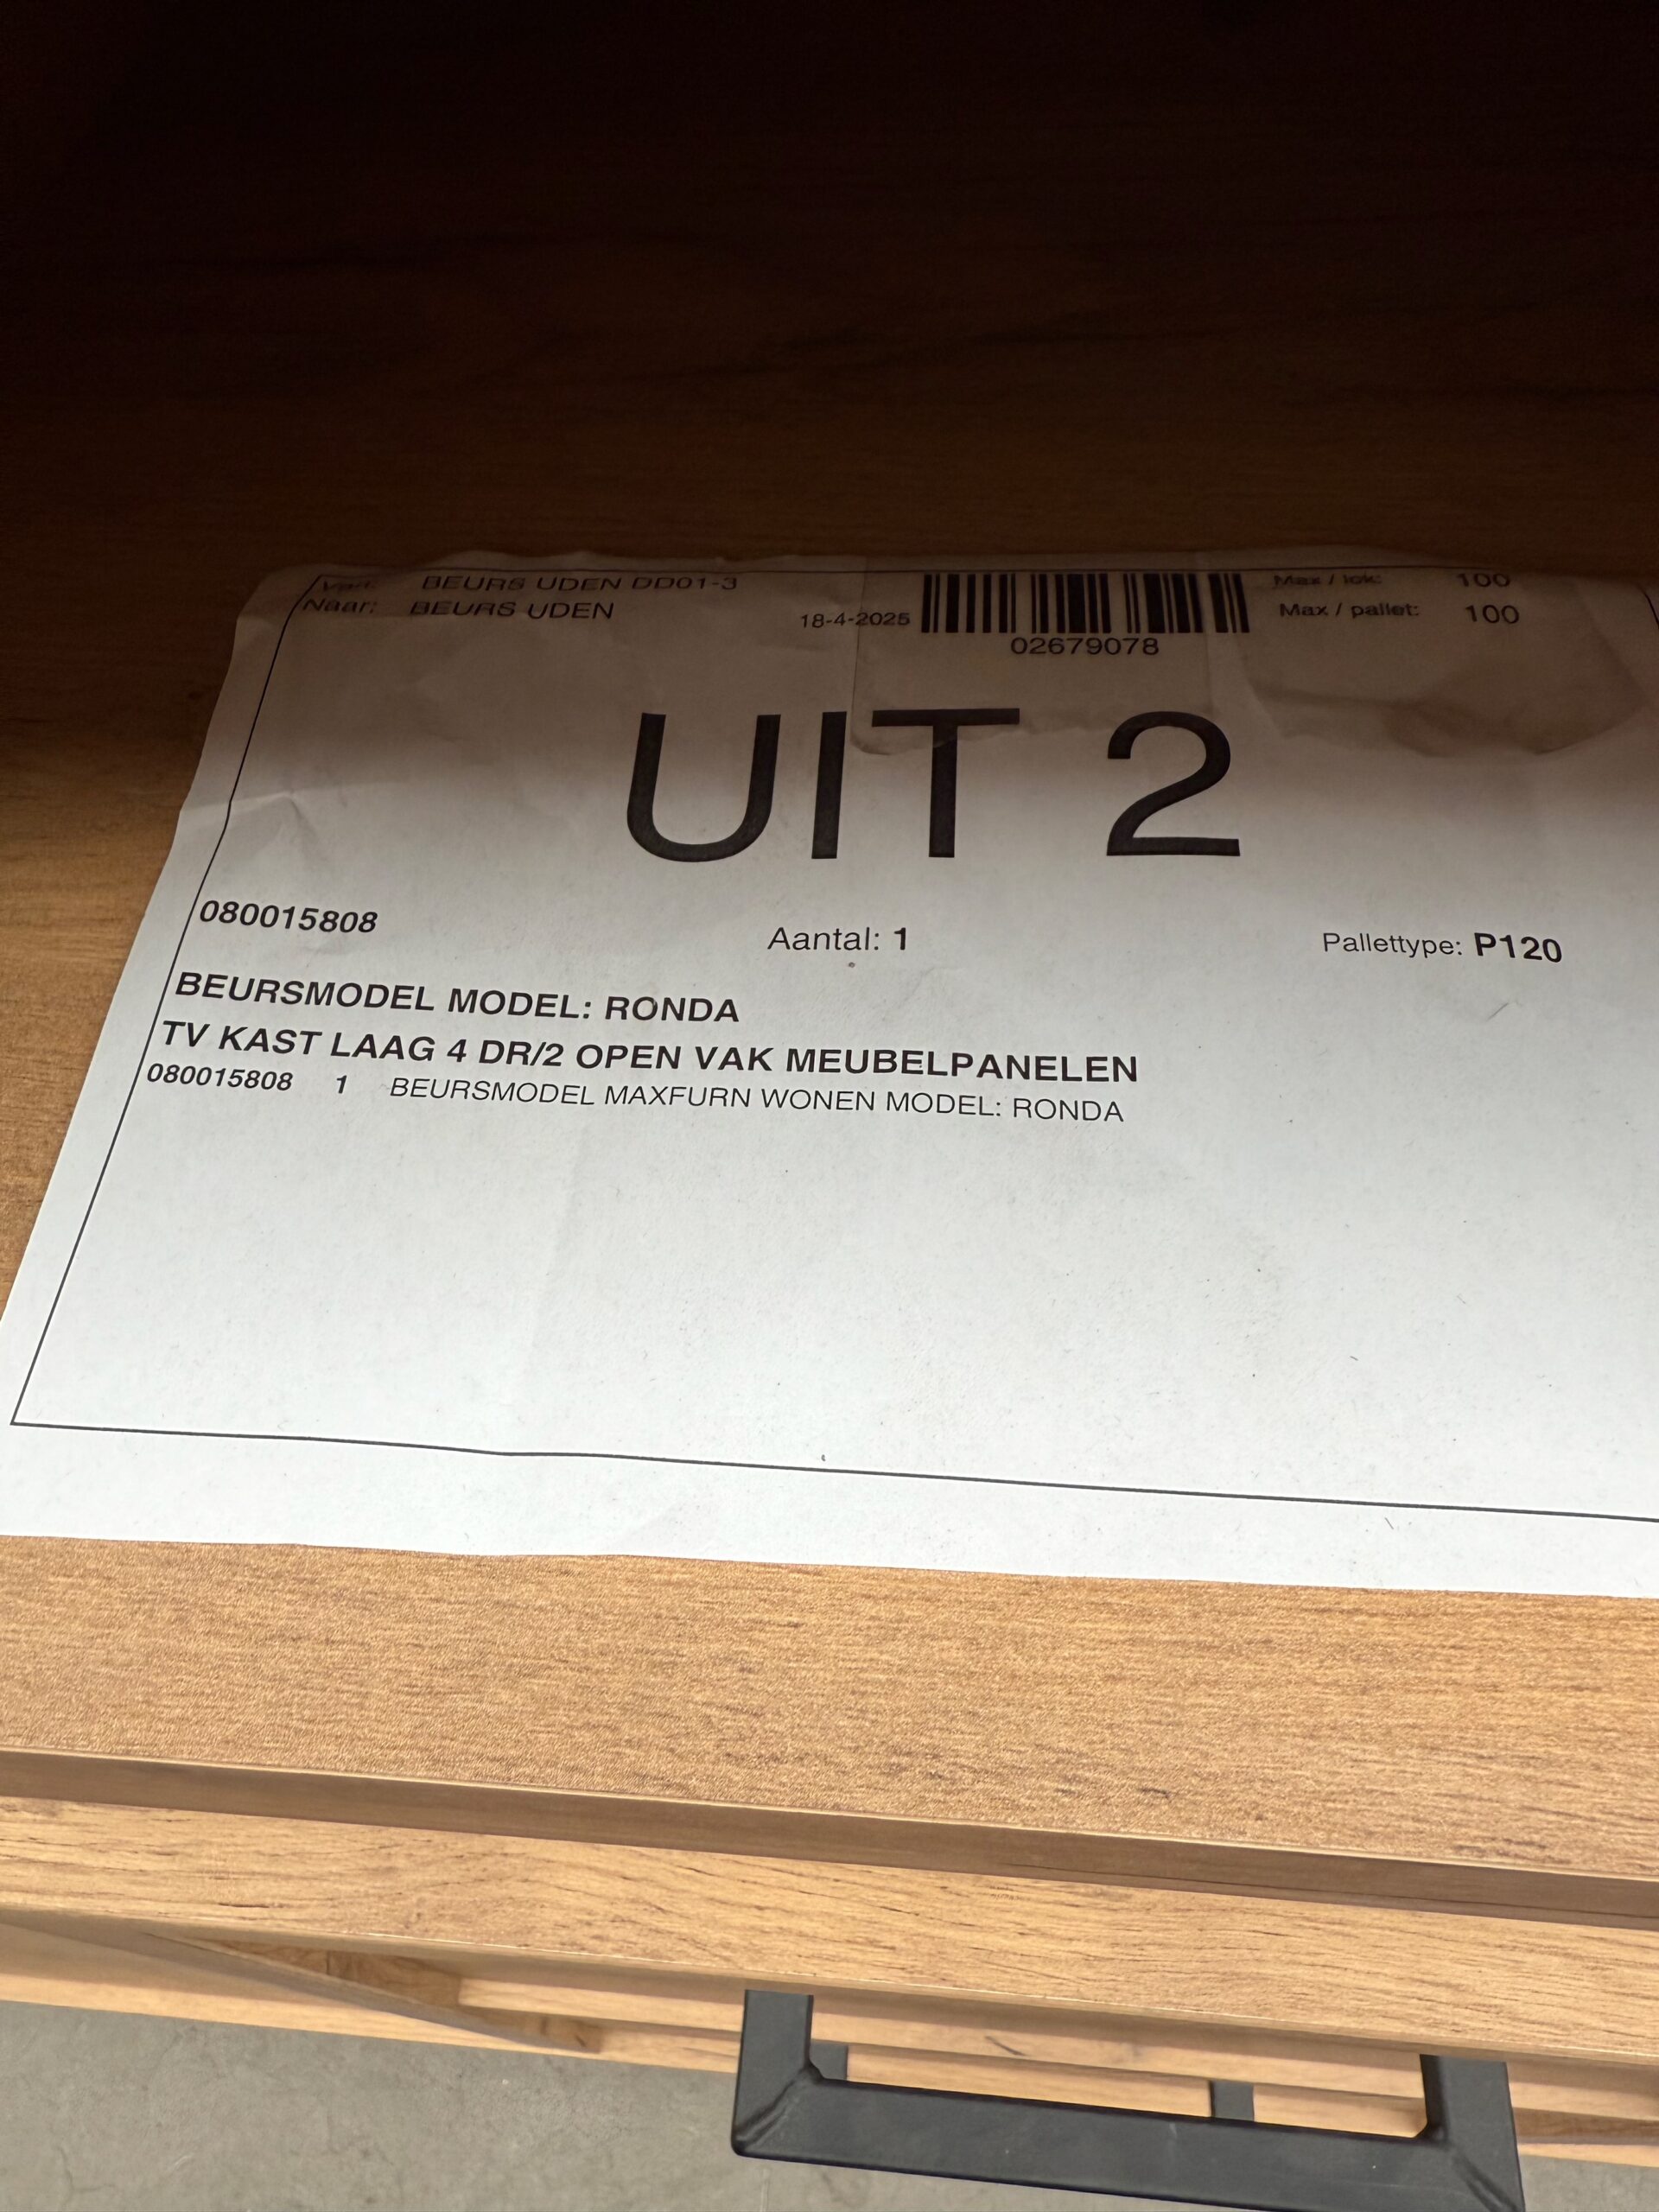 Van: BEURS UDEN DD01-3
Naar: BEURS UDEN
18-4-2025
02679078
Max / lok: 100
Max / pallet: 100
UIT 2
080015808 Aantal: 1 Pallettype: P120
BEURSMODEL MODEL: RONDA
TV KAST LAAG 4 DR/2 OPEN VAK MEUBELPANELEN
080015808 1 BEURSMODEL MAXFURN WONEN MODEL: RONDA